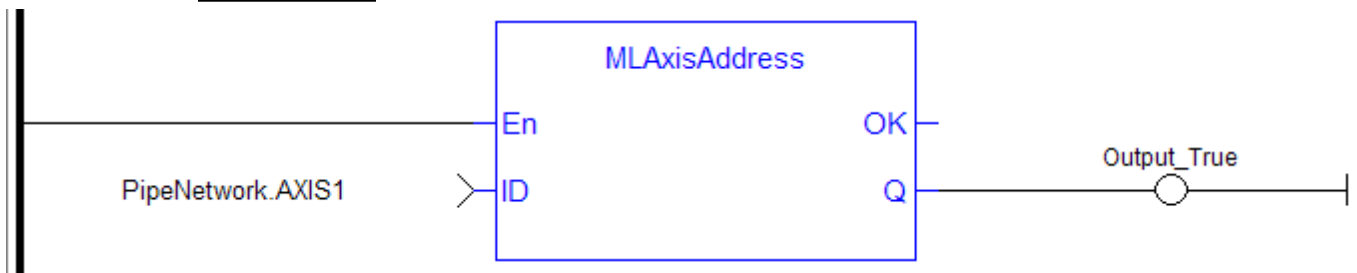 MLAxisAddress
En
OK
Output_True
PipeNetwork.AXIS1
ID
Q